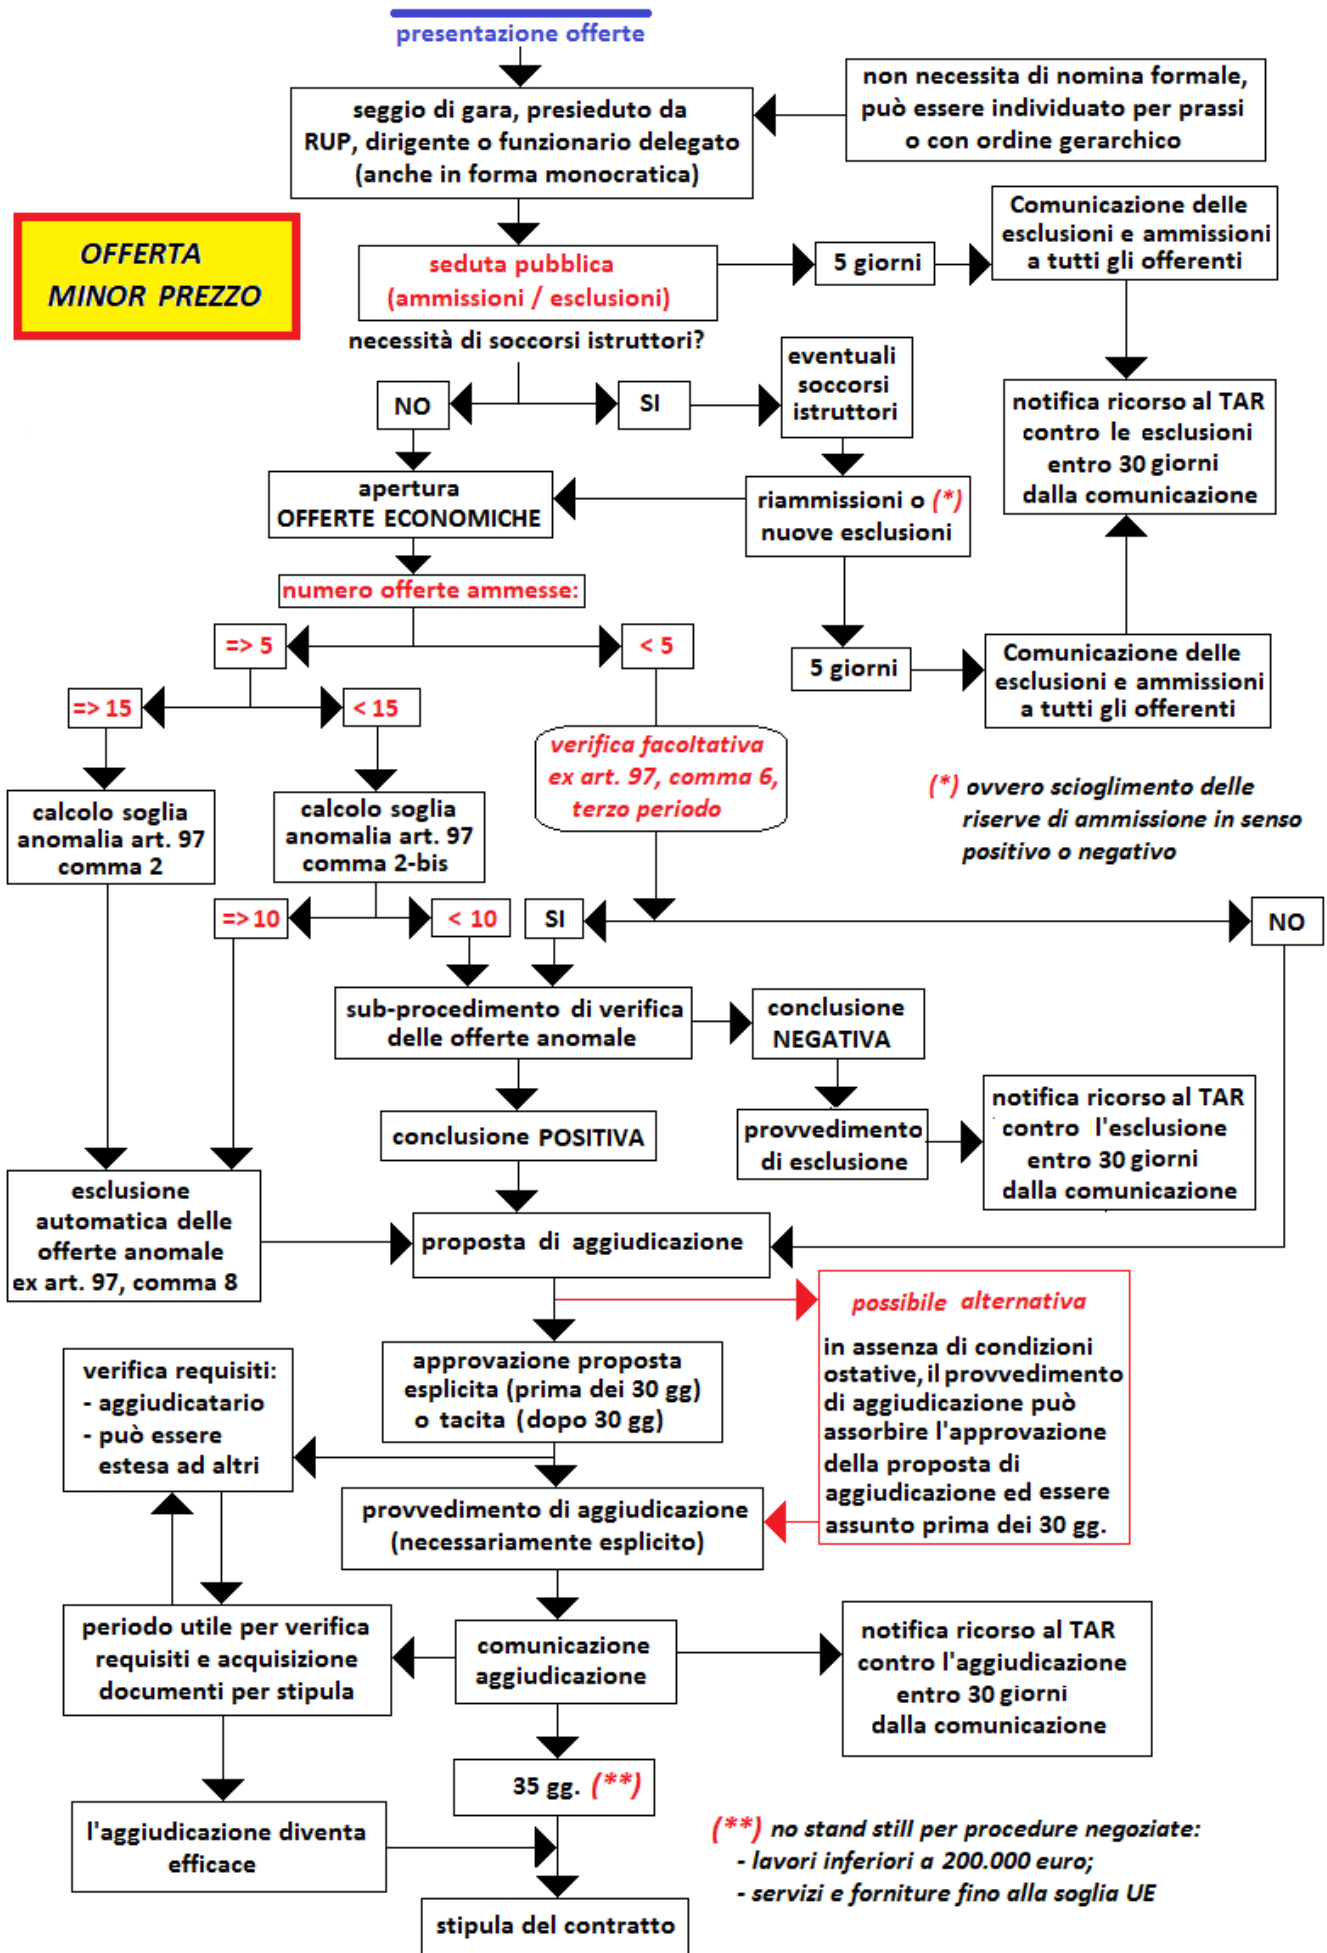 presentazione offerte
seggio di gara, presieduto da
RUP, dirigente o funzionario delegato
(anche in forma monocratica)
non necessita di nomina formale,
può essere individuato per prassi
o con ordine gerarchico
OFFERTA
MINOR PREZZO
seduta pubblica
(ammissioni / esclusioni)
5 giorni
Comunicazione delle
esclusioni e ammissioni
a tutti gli offerenti
necessità di soccorsi istruttori?
NO
SI
eventuali
soccorsi
istruttori
notifica ricorso al TAR
contro le esclusioni
entro 30 giorni
dalla comunicazione
apertura
OFFERTE ECONOMICHE
riammissioni o (*)
nuove esclusioni
numero offerte ammesse:
=> 5
< 5
5 giorni
Comunicazione delle
esclusioni e ammissioni
a tutti gli offerenti
=> 15
< 15
verifica facoltativa
ex art. 97, comma 6,
terzo periodo
(*) ovvero scioglimento delle
riserve di ammissione in senso
positivo o negativo
calcolo soglia
anomalia art. 97
comma 2
calcolo soglia
anomalia art. 97
comma 2-bis
=> 10
< 10
SI
NO
sub-procedimento di verifica
delle offerte anomale
conclusione
NEGATIVA
conclusione POSITIVA
provvedimento
di esclusione
notifica ricorso al TAR
contro l'esclusione
entro 30 giorni
dalla comunicazione
esclusione
automatica delle
offerte anomale
ex art. 97, comma 8
proposta di aggiudicazione
possibile alternativa
in assenza di condizioni
ostative, il provvedimento
di aggiudicazione può
assorbire l'approvazione
della proposta di
aggiudicazione ed essere
assunto prima dei 30 gg.
approvazione proposta
esplicita (prima dei 30 gg)
o tacita (dopo 30 gg)
verifica requisiti:
- aggiudicatario
- può essere
estesa ad altri
provvedimento di aggiudicazione
(necessariamente esplicito)
periodo utile per verifica
requisiti e acquisizione
documenti per stipula
comunicazione
aggiudicazione
notifica ricorso al TAR
contro l'aggiudicazione
entro 30 giorni
dalla comunicazione
35 gg. (**)
l'aggiudicazione diventa
efficace
(**) no stand still per procedure negoziate:
- lavori inferiori a 200.000 euro;
- servizi e forniture fino alla soglia UE
stipula del contratto